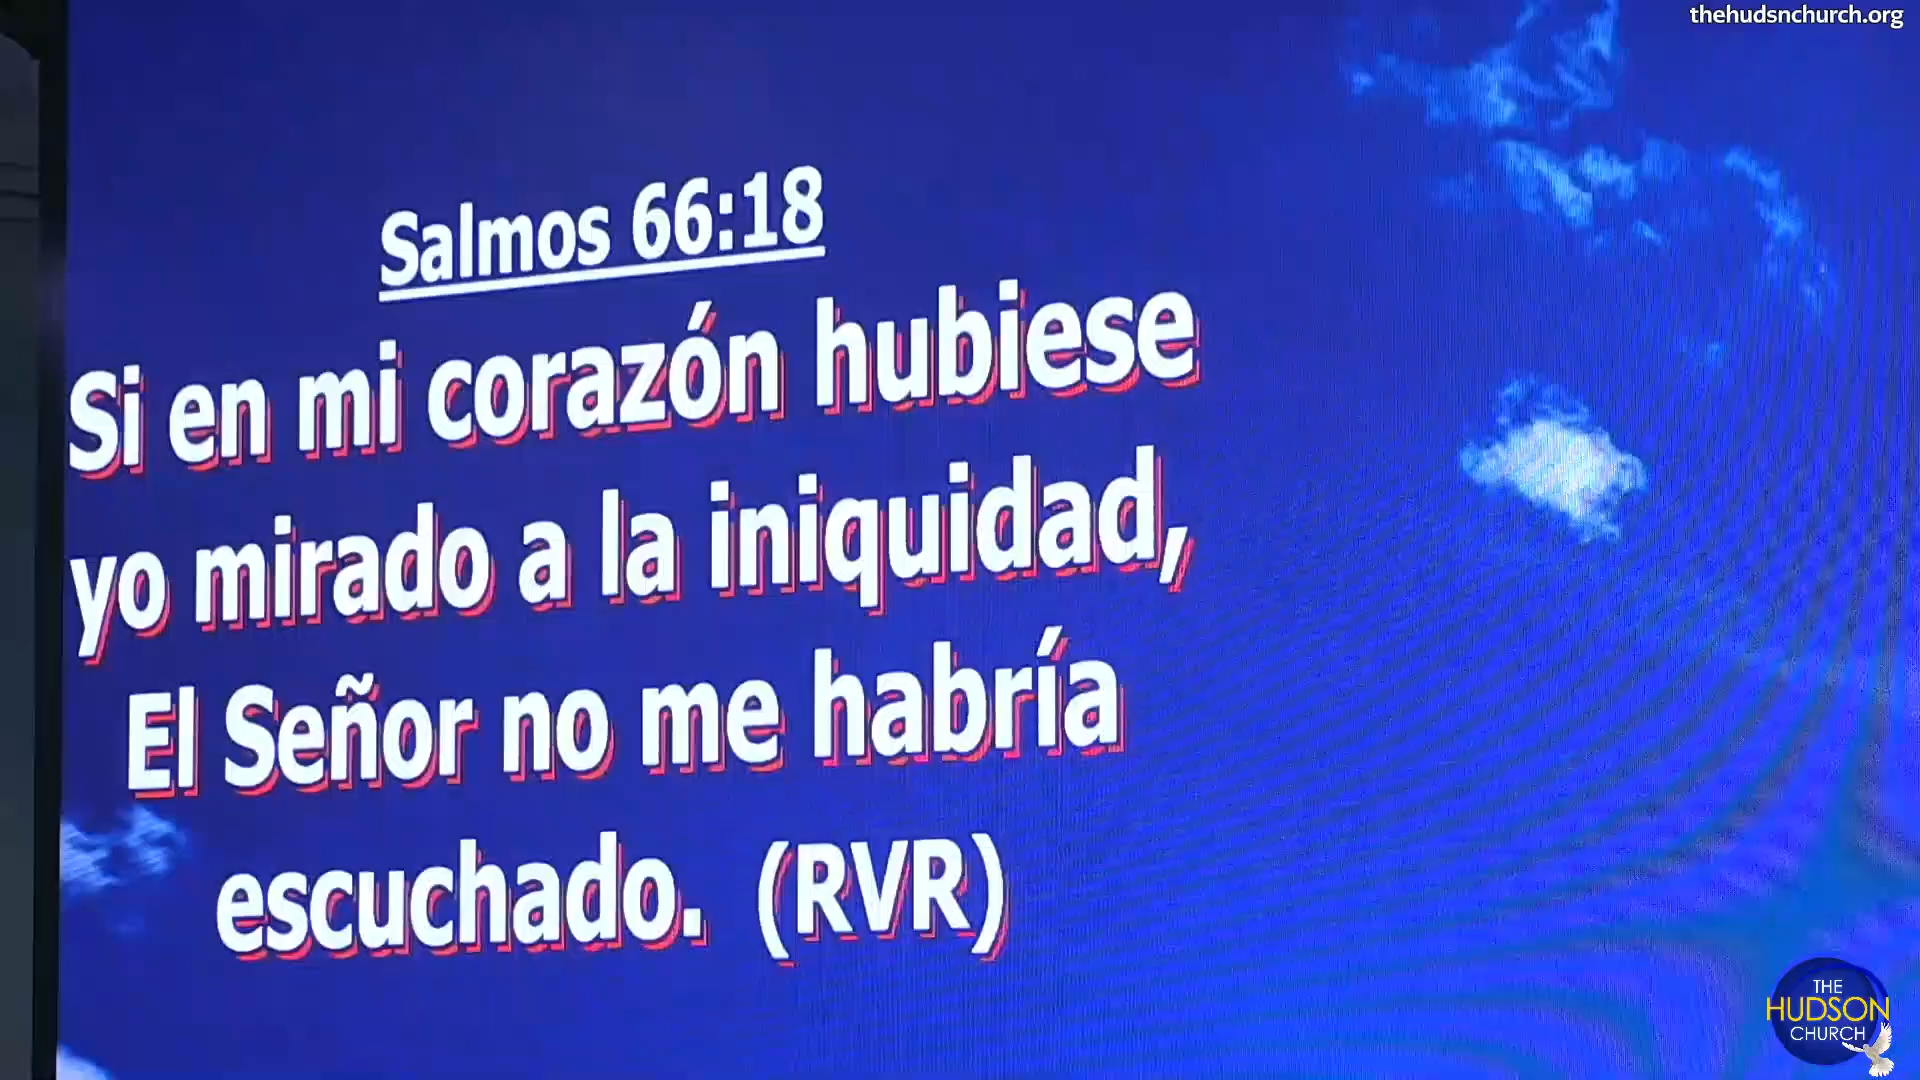 thehudsnchurch.org
Salmos 66:18
Si en mi corazón hubiese
yo mirado a la iniquidad,
El Señor no me habría
escuchado. (RVR)
THE
HUDSON
CHURCH